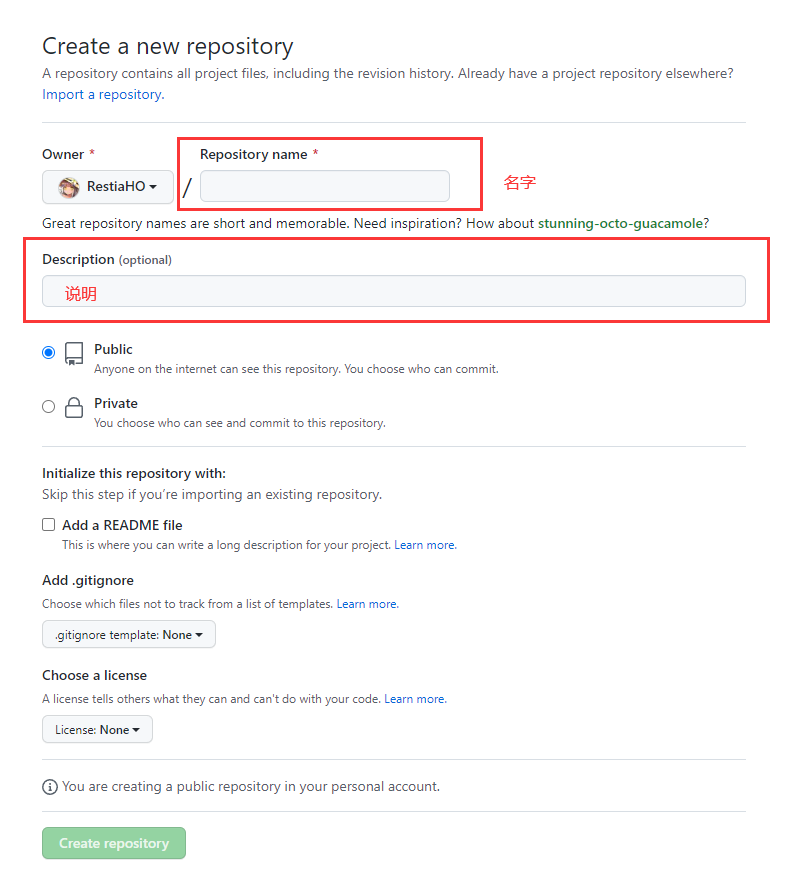 Create a new repository
A repository contains all project files, including the revision history. Already have a project repository elsewhere?
Import a repository.
Owner *
Repository name *
RestiaHO
/
名字
Great repository names are short and memorable. Need inspiration? How about stunning-octo-guacamole?
Description (optional)
说明
Public
Anyone on the internet can see this repository. You choose who can commit.
Private
You choose who can see and commit to this repository.
Initialize this repository with:
Skip this step if you’re importing an existing repository.
Add a README file
This is where you can write a long description for your project. Learn more.
Add .gitignore
Choose which files not to track from a list of templates. Learn more.
.gitignore template: None
Choose a license
A license tells others what they can and can't do with your code. Learn more.
License: None
You are creating a public repository in your personal account.
Create repository